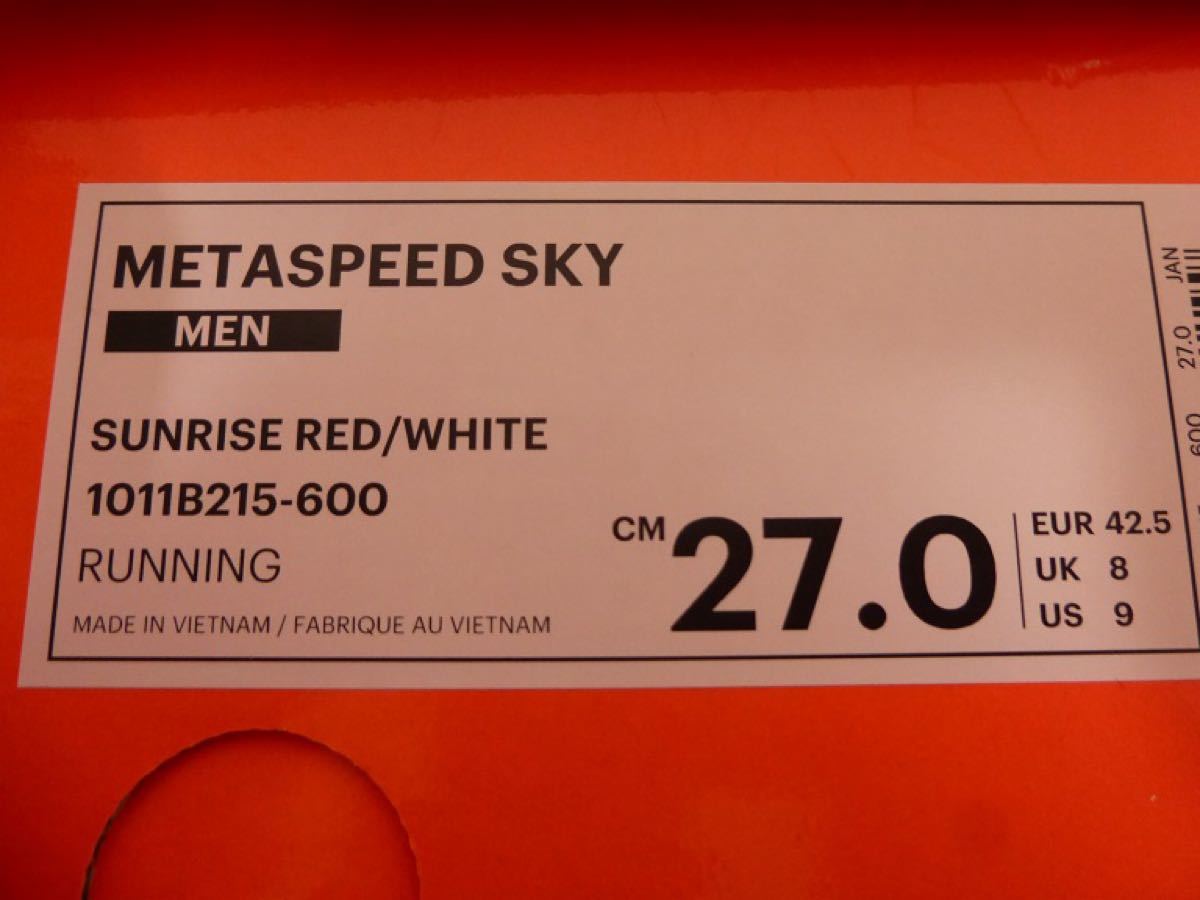 METASPEED SKY
MEN
SUNRISE RED/WHITE
1011B215-600
RUNNING
MADE IN VIETNAM / FABRIQUE AU VIETNAM
CM 27.0
EUR 42.5
UK 8
US 9
JAN
27.0
600